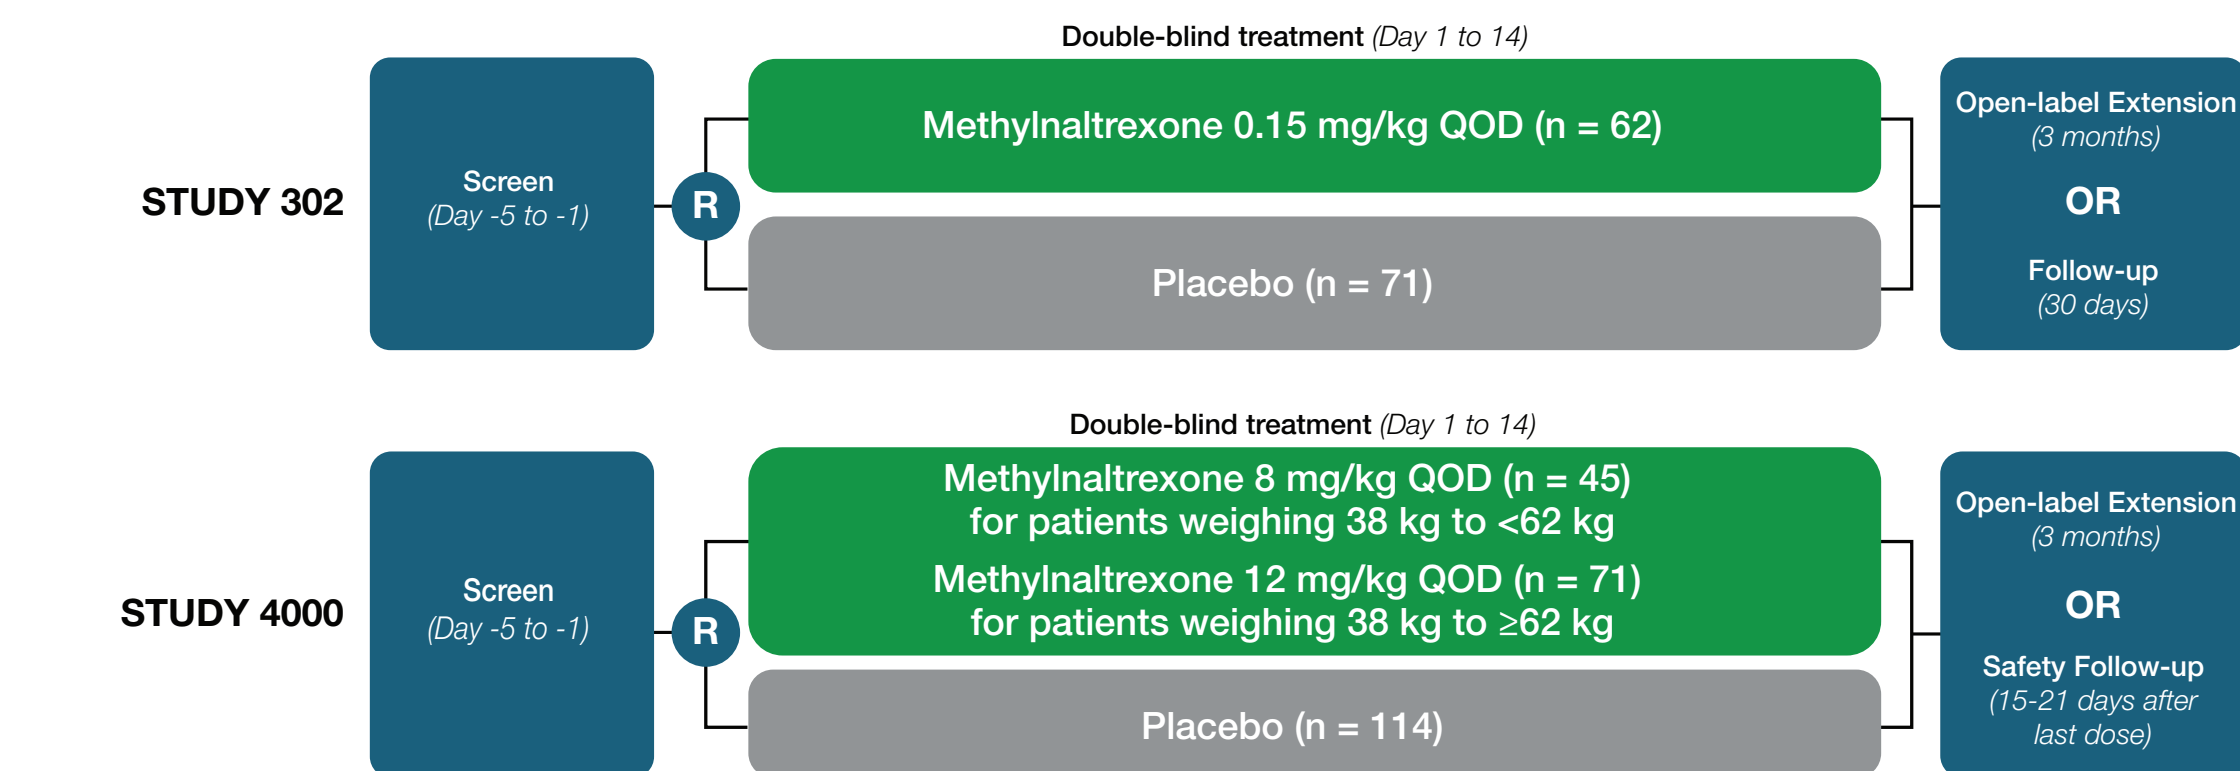 Double-blind treatment (Day 1 to 14)
STUDY 302
Screen
(Day -5 to -1)
R
Methylnaltrexone 0.15 mg/kg QOD (n = 62)
Placebo (n = 71)
Open-label Extension
(3 months)
OR
Follow-up
(30 days)
Double-blind treatment (Day 1 to 14)
STUDY 4000
Screen
(Day -5 to -1)
R
Methylnaltrexone 8 mg/kg QOD (n = 45)
for patients weighing 38 kg to <62 kg
Methylnaltrexone 12 mg/kg QOD (n = 71)
for patients weighing 38 kg to ≥62 kg
Placebo (n = 114)
Open-label Extension
(3 months)
OR
Safety Follow-up
(15-21 days after
last dose)